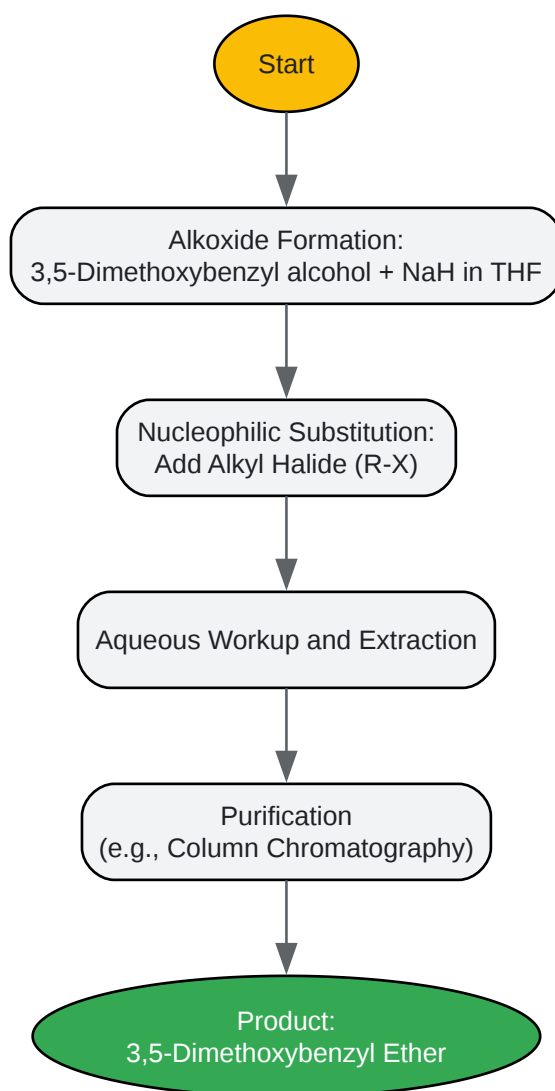 Start
Alkoxide Formation:
3,5-Dimethoxybenzyl alcohol + NaH in THF
Nucleophilic Substitution:
Add Alkyl Halide (R-X)
Aqueous Workup and Extraction
Purification
(e.g., Column Chromatography)
Product:
3,5-Dimethoxybenzyl Ether